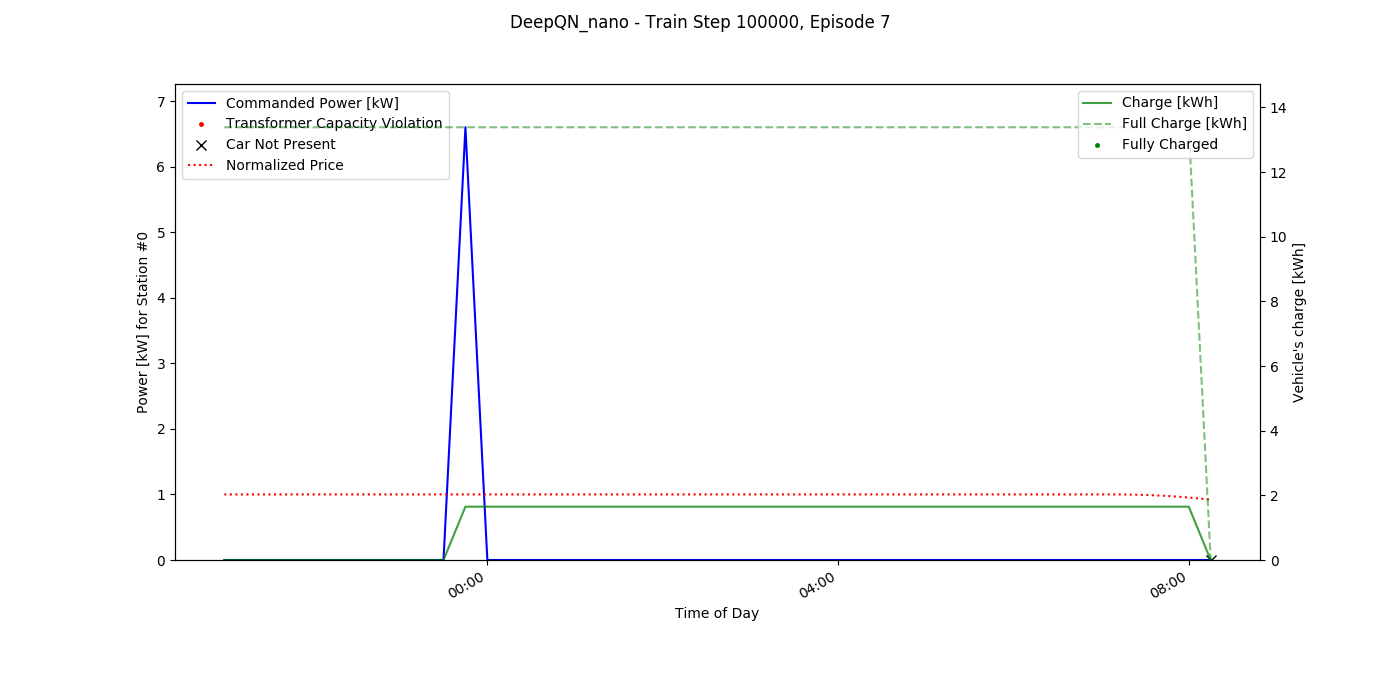 DeepQN_nano - Train Step 100000, Episode 7
Commanded Power [kW]
Transformer Capacity Violation
Car Not Present
Normalized Price
Charge [kWh]
Full Charge [kWh]
Fully Charged
7
6
5
4
3
2
1
0
Power [kW] for Station #0
14
12
10
8
6
4
2
0
Vehicle's charge [kWh]
00:00
04:00
08:00
Time of Day